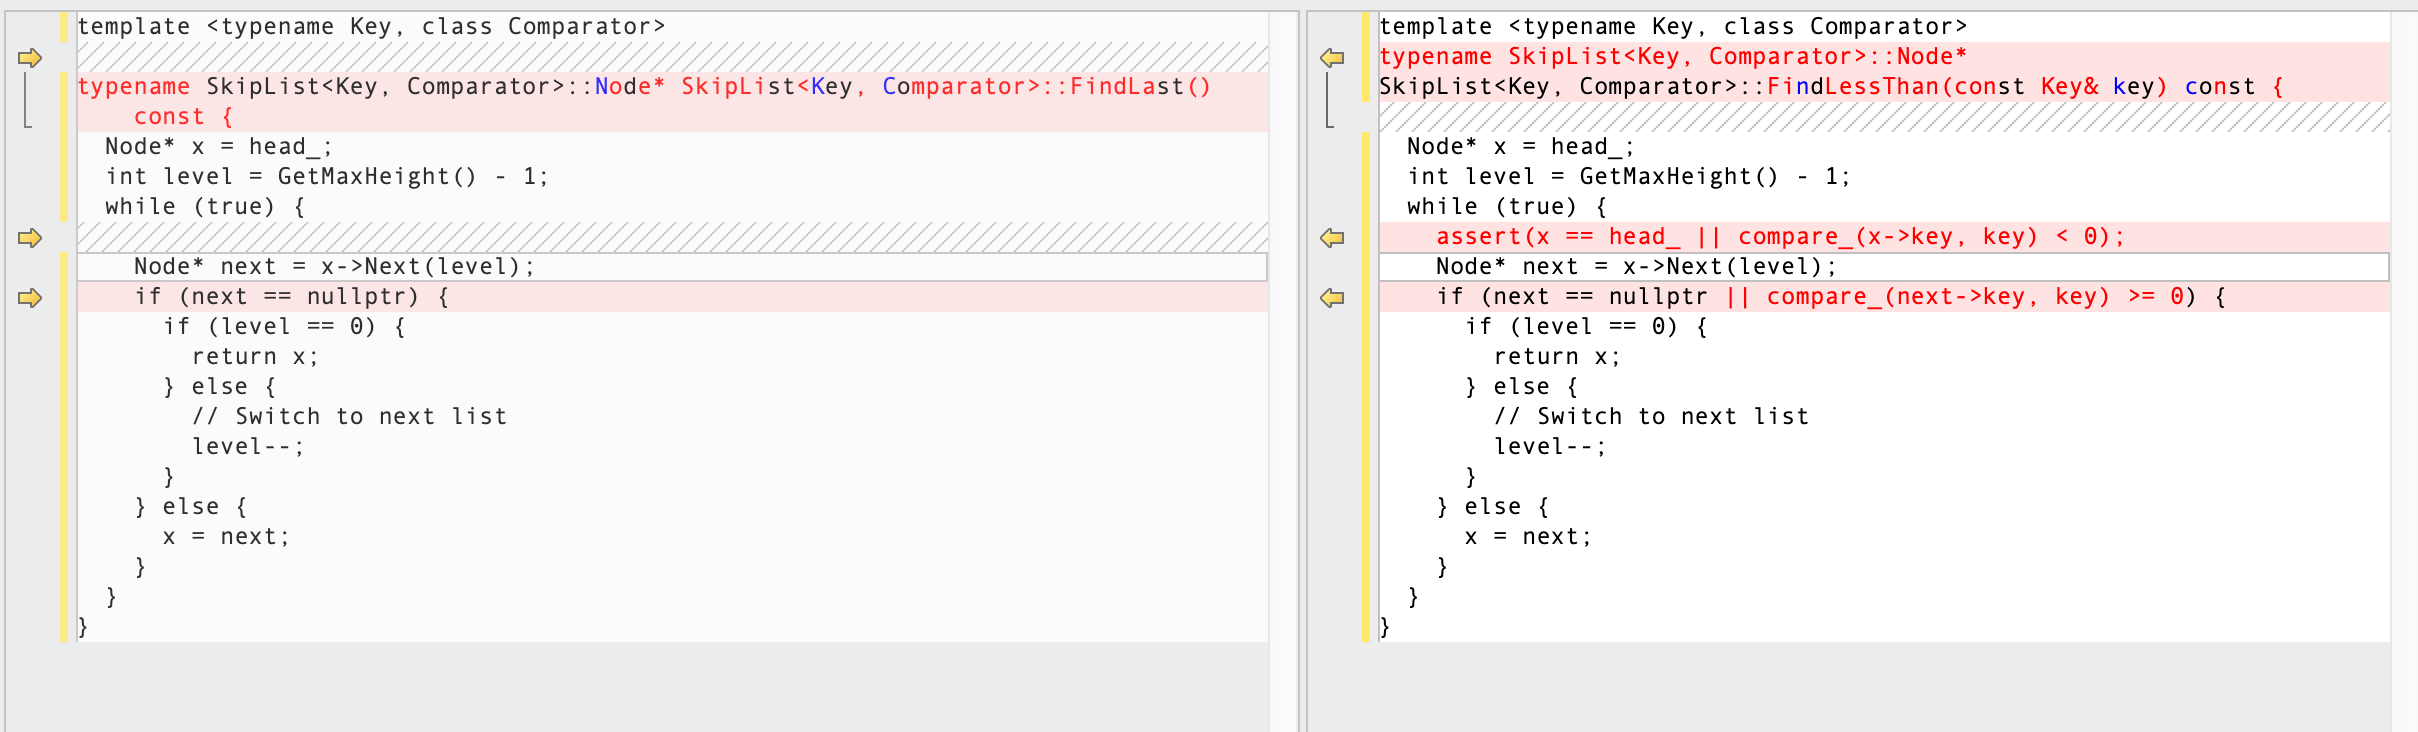 template <typename Key, class Comparator>
typename SkipList<Key, Comparator>::Node* SkipList<Key, Comparator>::FindLast()
    const {
  Node* x = head_;
  int level = GetMaxHeight() - 1;
  while (true) {
    Node* next = x->Next(level);
    if (next == nullptr) {
      if (level == 0) {
        return x;
      } else {
        // Switch to next list
        level--;
      }
    } else {
      x = next;
    }
  }
}
template <typename Key, class Comparator>
typename SkipList<Key, Comparator>::Node*
SkipList<Key, Comparator>::FindLessThan(const Key& key) const {
  Node* x = head_;
  int level = GetMaxHeight() - 1;
  while (true) {
    assert(x == head_ || compare_(x->key, key) < 0);
    Node* next = x->Next(level);
    if (next == nullptr || compare_(next->key, key) >= 0) {
      if (level == 0) {
        return x;
      } else {
        // Switch to next list
        level--;
      }
    } else {
      x = next;
    }
  }
}